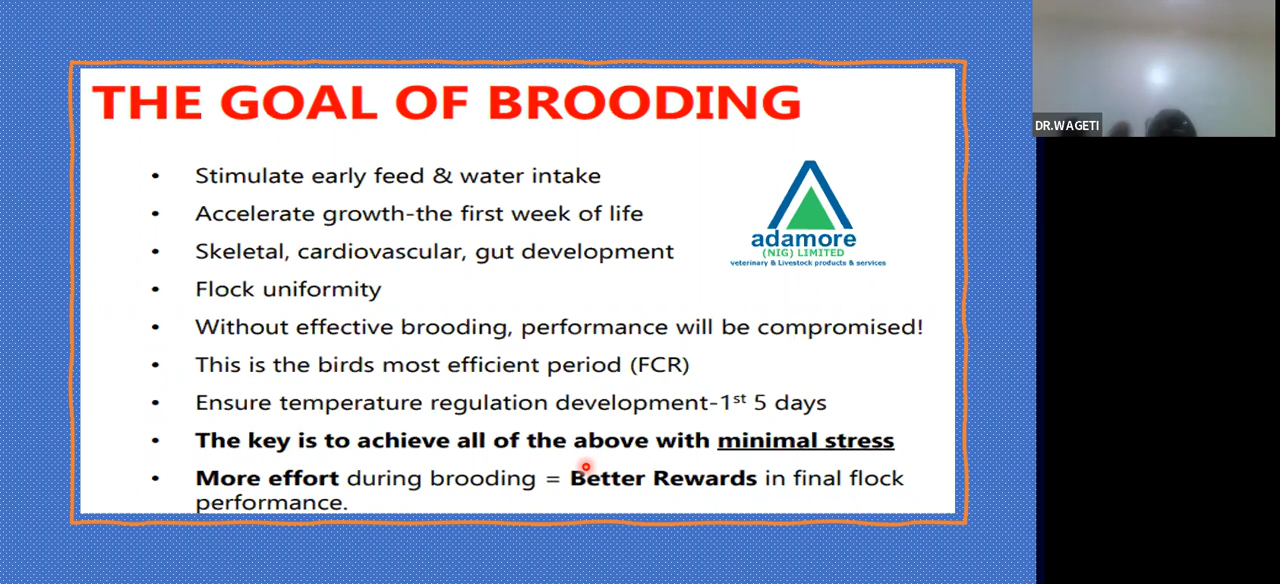 THE GOAL OF BROODING
• Stimulate early feed & water intake
• Accelerate growth-the first week of life
• Skeletal, cardiovascular, gut development
• Flock uniformity
• Without effective brooding, performance will be compromised!
• This is the birds most efficient period (FCR)
• Ensure temperature regulation development-1st 5 days
• The key is to achieve all of the above with minimal stress
• More effort during brooding = Better Rewards in final flock
performance.
adamore
(NIG) LIMITED
veterinary & Livestock products & services
DR.WAGETI